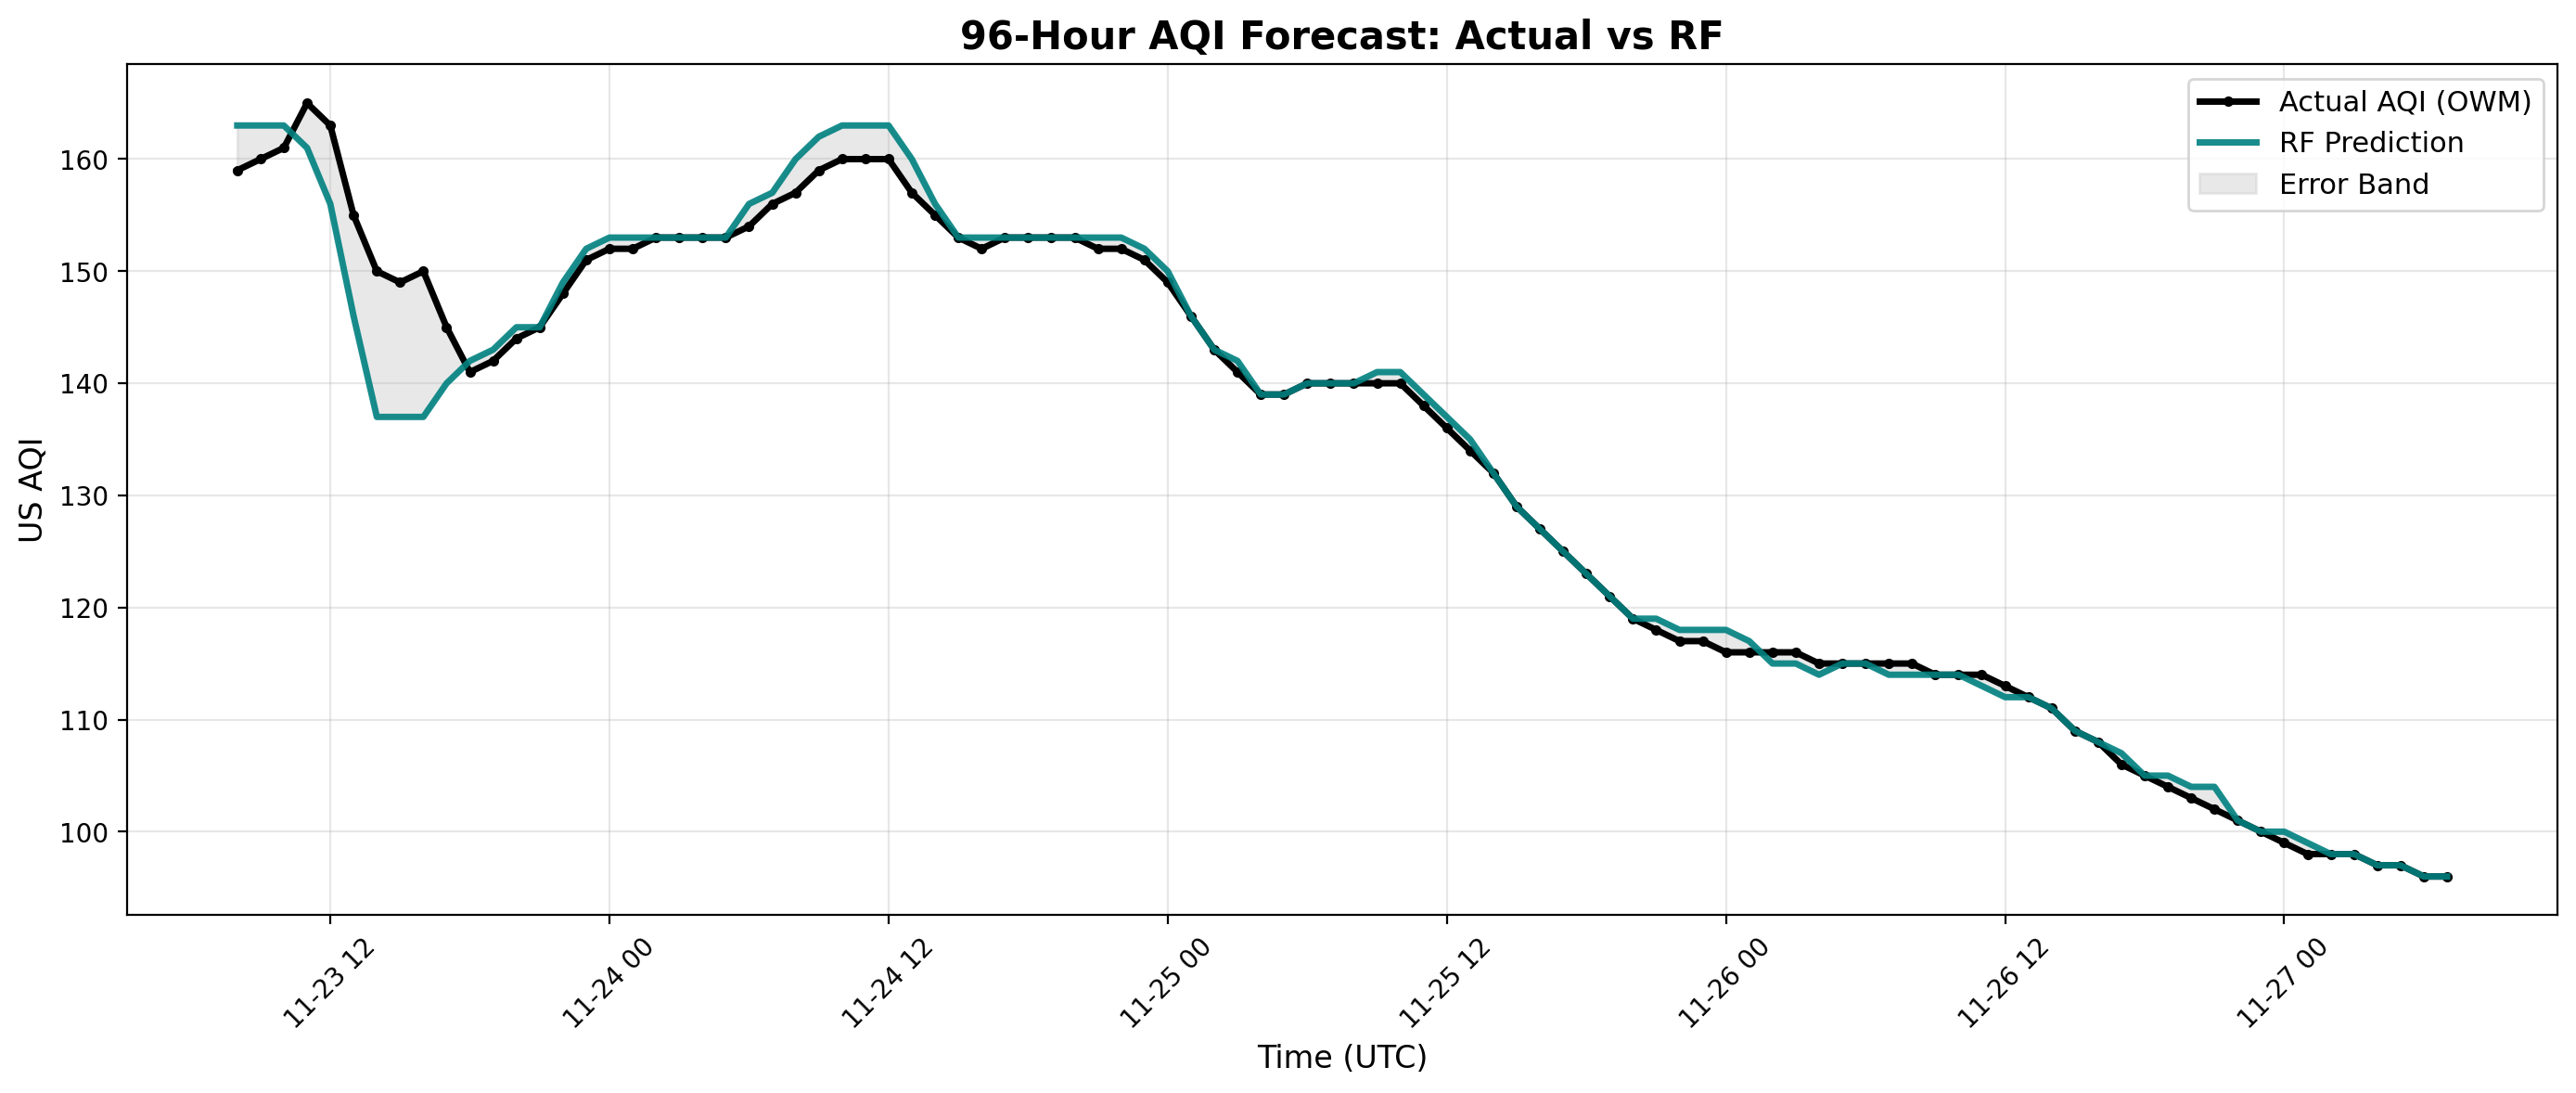 96-Hour AQI Forecast: Actual vs RF
Actual AQI (OWM)
RF Prediction
Error Band
US AQI
160
150
140
130
120
110
100
11-23 12
11-24 00
11-24 12
11-25 00
11-25 12
11-26 00
11-26 12
11-27 00
Time (UTC)